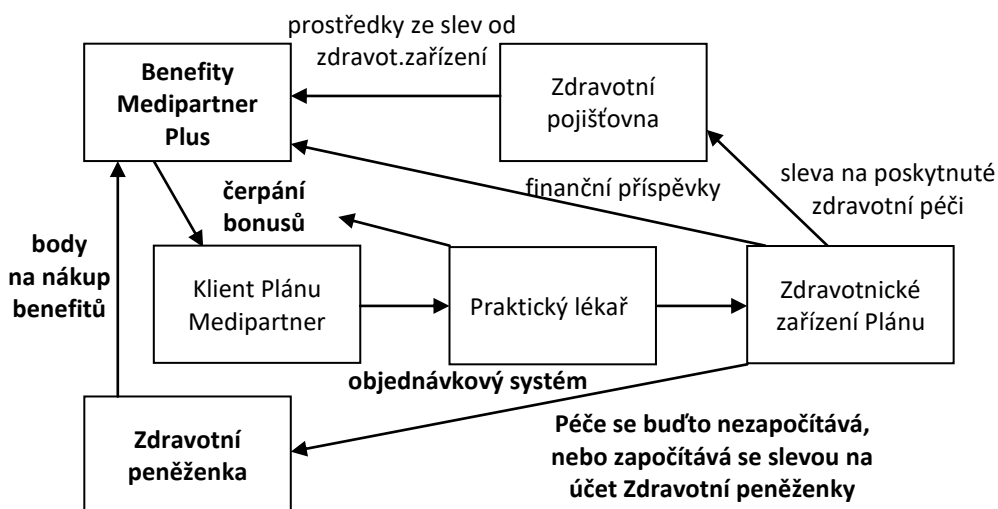 prostředky ze slev od
zdravot.zařízení
Benefity
Medipartner
Plus
Zdravotní
pojišťovna
finanční příspěvky
sleva na poskytnuté
zdravotní péči
čerpání
bonusů
body
na nákup
benefitů
Klient Plánu
Medipartner
Praktický lékař
Zdravotnické
zařízení Plánu
objednávkový systém
Zdravotní
peněženka
Péče se buďto nezapočítává,
nebo započítává se slevou na
účet Zdravotní peněženky